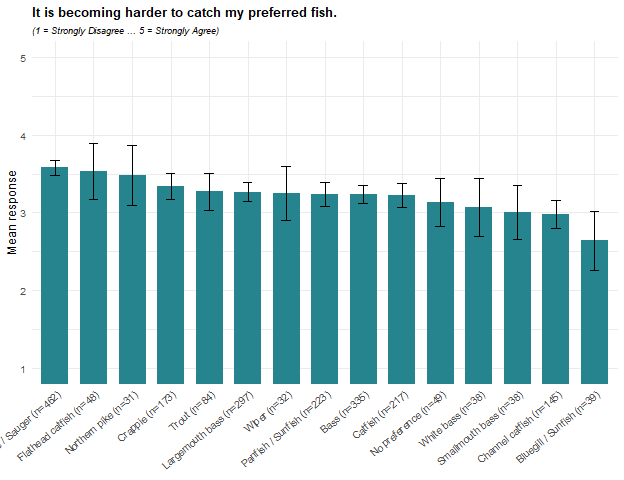 It is becoming harder to catch my preferred fish.
(1 = Strongly Disagree ... 5 = Strongly Agree)
Mean response
5
4
3
2
1
/ Sauger (n=462)
Flathead catfish (n=48)
Northern pike (n=31)
Crappie (n=173)
Trout (n=84)
Largemouth bass (n=297)
Wiper (n=32)
Panfish / Sunfish (n=223)
Bass (n=335)
Catfish (n=217)
No preference (n=49)
White bass (n=38)
Smallmouth bass (n=38)
Channel catfish (n=145)
Bluegill / Sunfish (n=39)